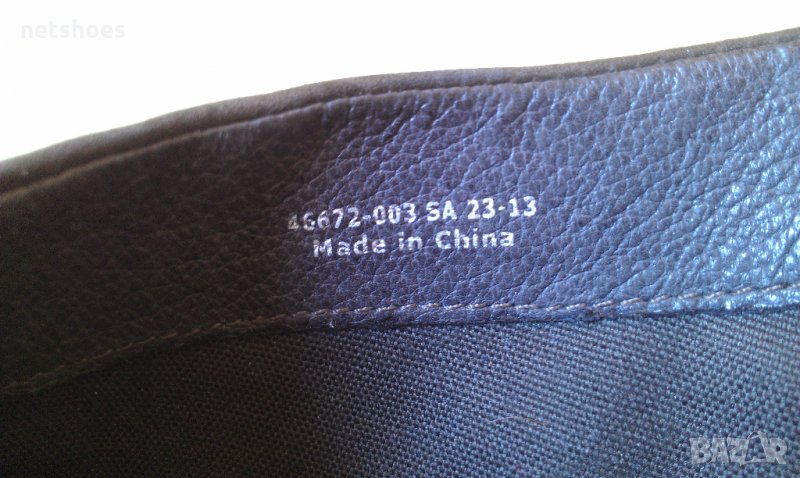 netshoes
46672-003 SA 23-13
Made in China
BAZAR